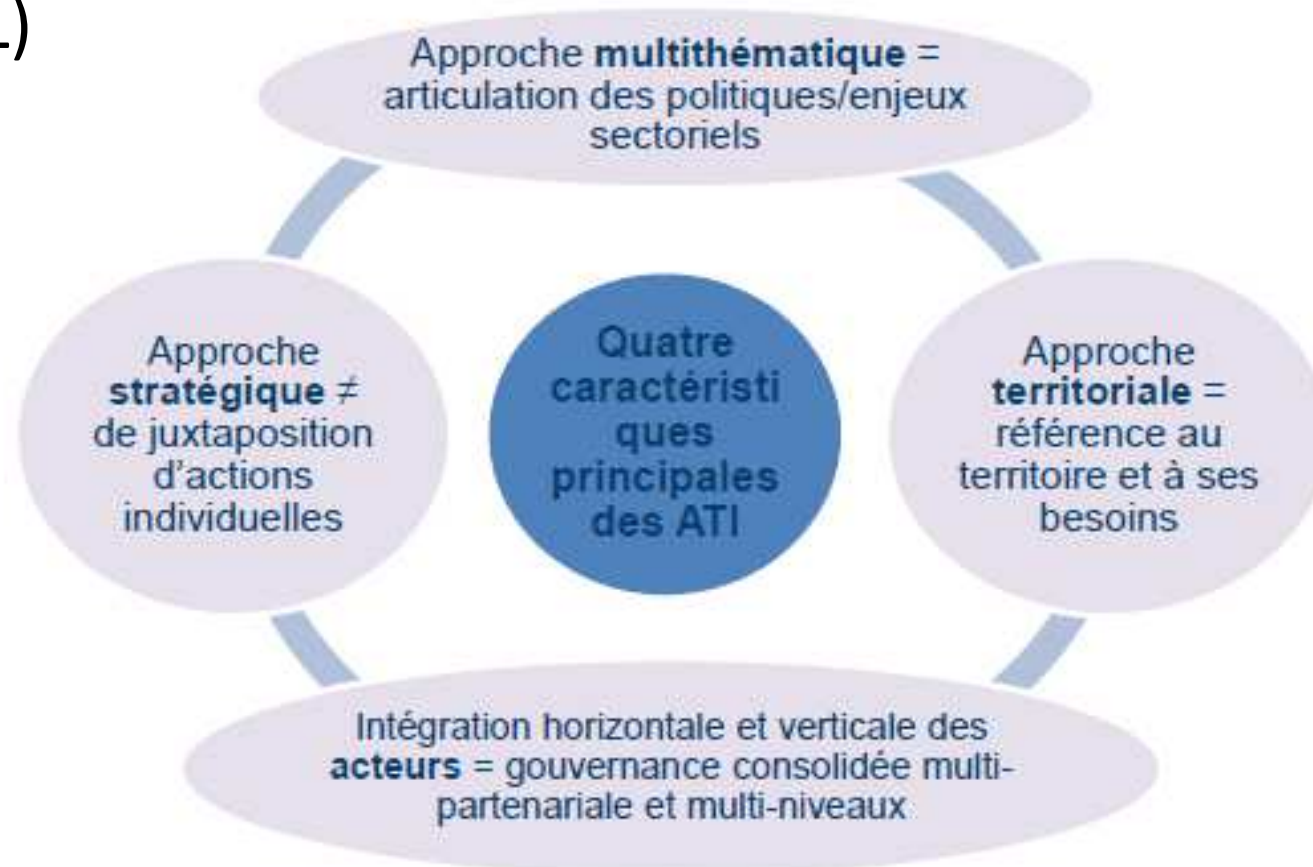 Approche multithématique =
articulation des politiques/enjeux
sectoriels
Approche
stratégique ≠
de juxtaposition
d'actions
individuelles
Quatre
caractéristi
ques
principales
des ATI
Approche
territoriale =
référence au
territoire et à ses
besoins
Intégration horizontale et verticale des
acteurs = gouvernance consolidée multi-
partenariale et multi-niveaux